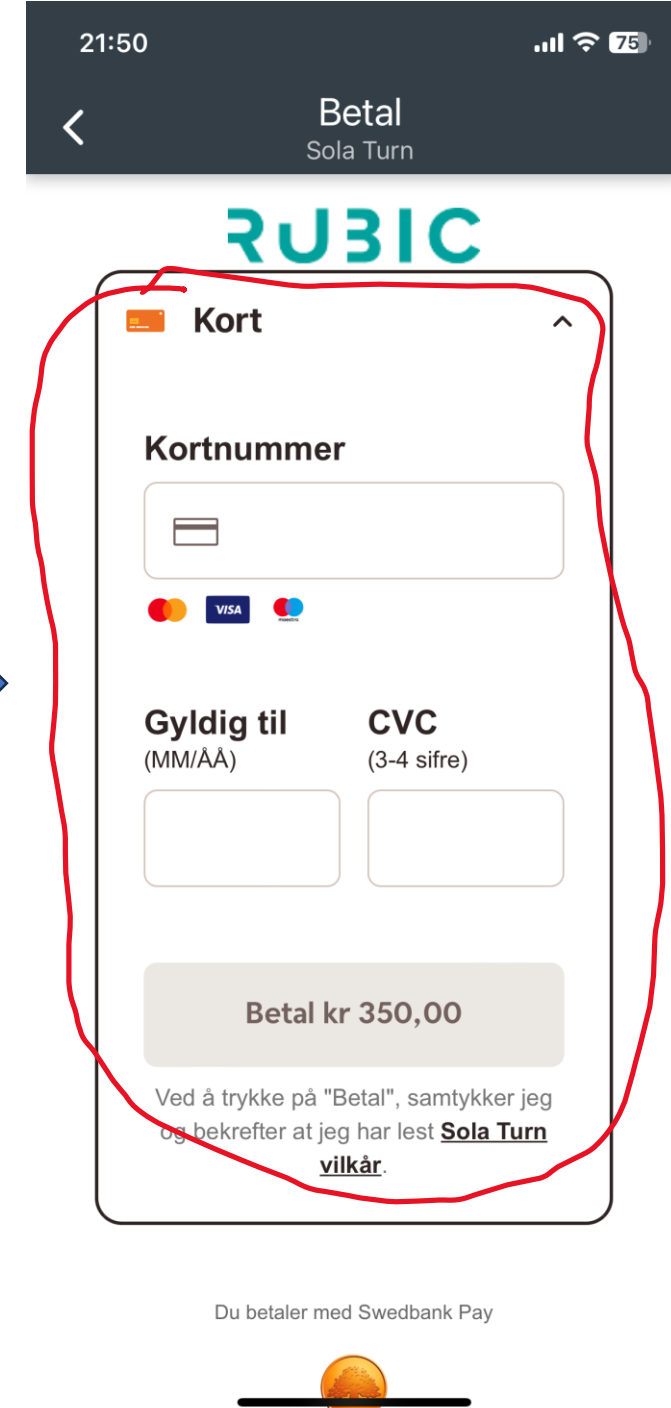 21:50
75
Betal
Sola Turn
RUBIC
Kort
Kortnummer
VISA
maestro
Gyldig til CVC
(MM/ÅÅ) (3-4 sifre)
Betal kr 350,00
Ved å trykke på "Betal", samtykker jeg
og bekrefter at jeg har lest Sola Turn
vilkår.
Du betaler med Swedbank Pay